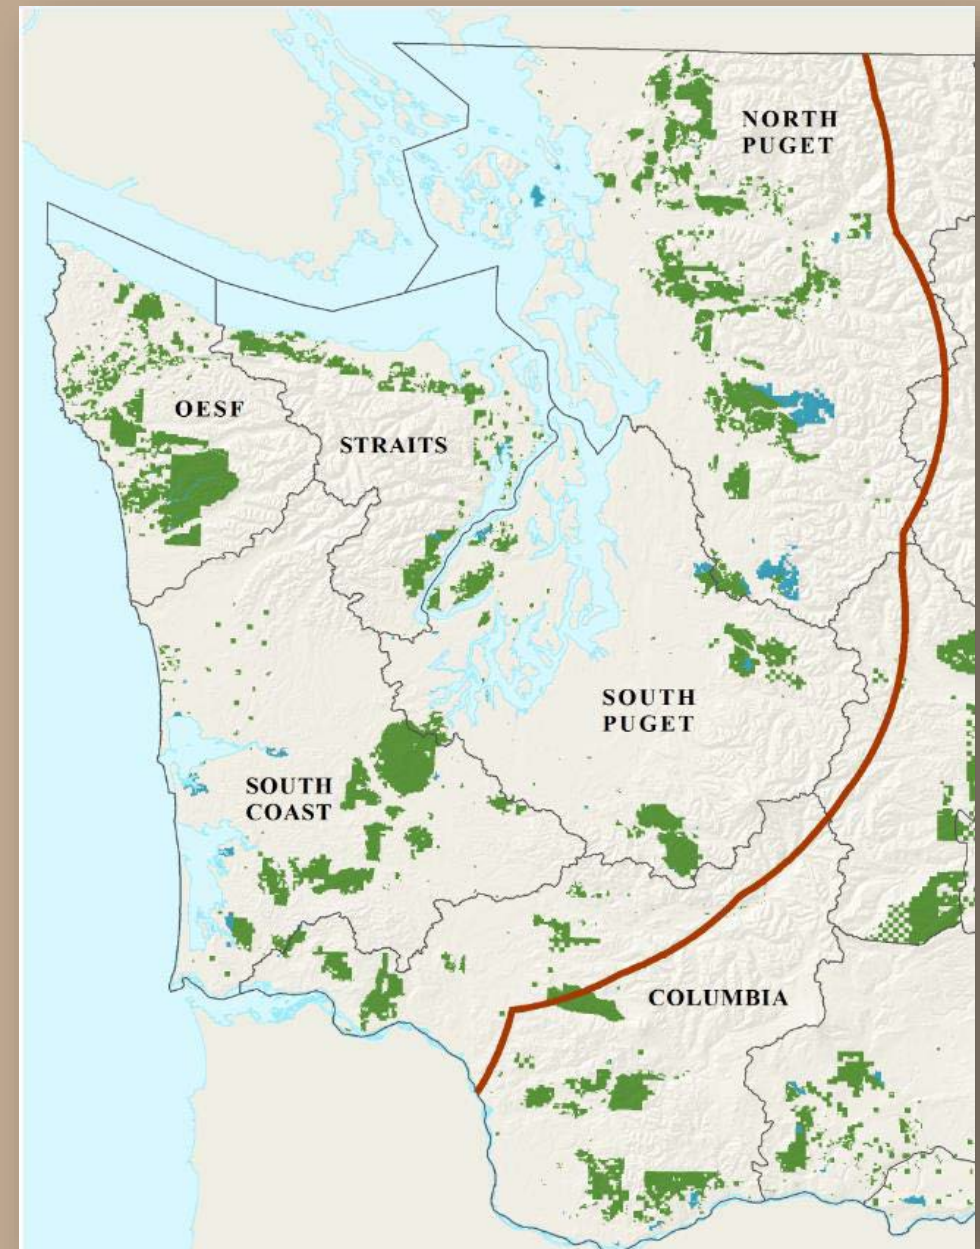 NORTH
PUGET
OESF
STRAITS
SOUTH
PUGET
SOUTH
COAST
COLUMBIA